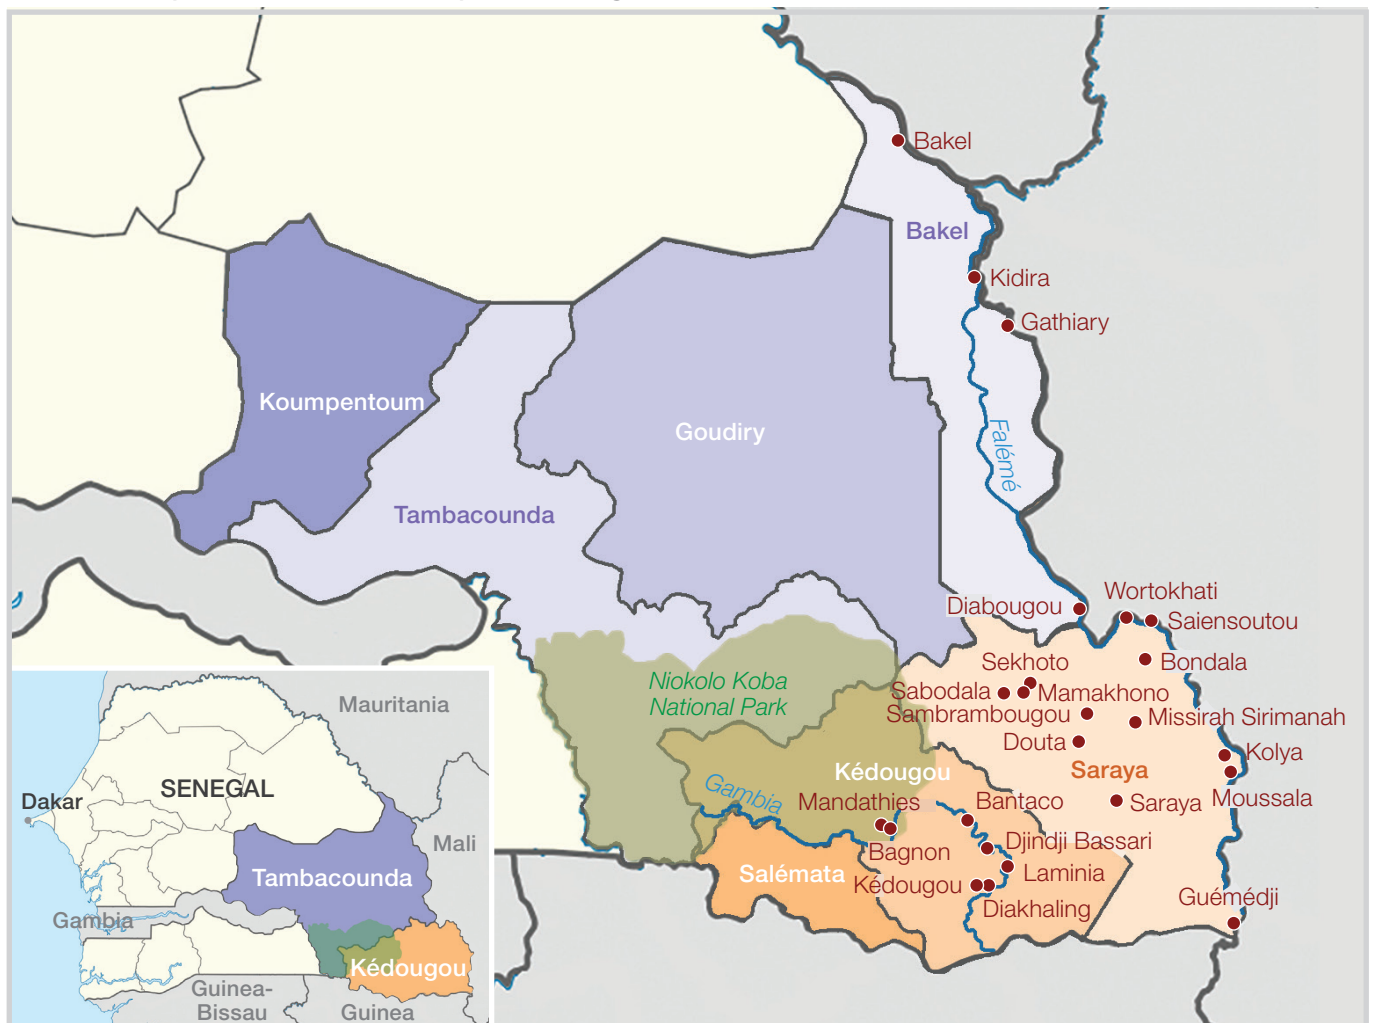 Bakel
Bakel
Kidira
Gathiary
Koumpentoum
Goudiry
Falémé
Tambacounda
Wortokhati
Diabougou
Saiensoutou
Sekhoto
Bondala
Niokolo Koba
National Park
Sabodala
Mamakhono
Sambrambougou
Missirah Sirimanah
Douta
Kolya
Saraya
Kédougou
Gambia
Mandathies
Bantaco
Saraya
Moussala
Djindji Bassari
Bagnon
Salémata
Laminia
Kédougou
Guémédji
Diakhaling
Mauritania
SENEGAL
Dakar
Mali
Tambacounda
Gambia
Kédougou
Guinea-
Bissau
Guinea